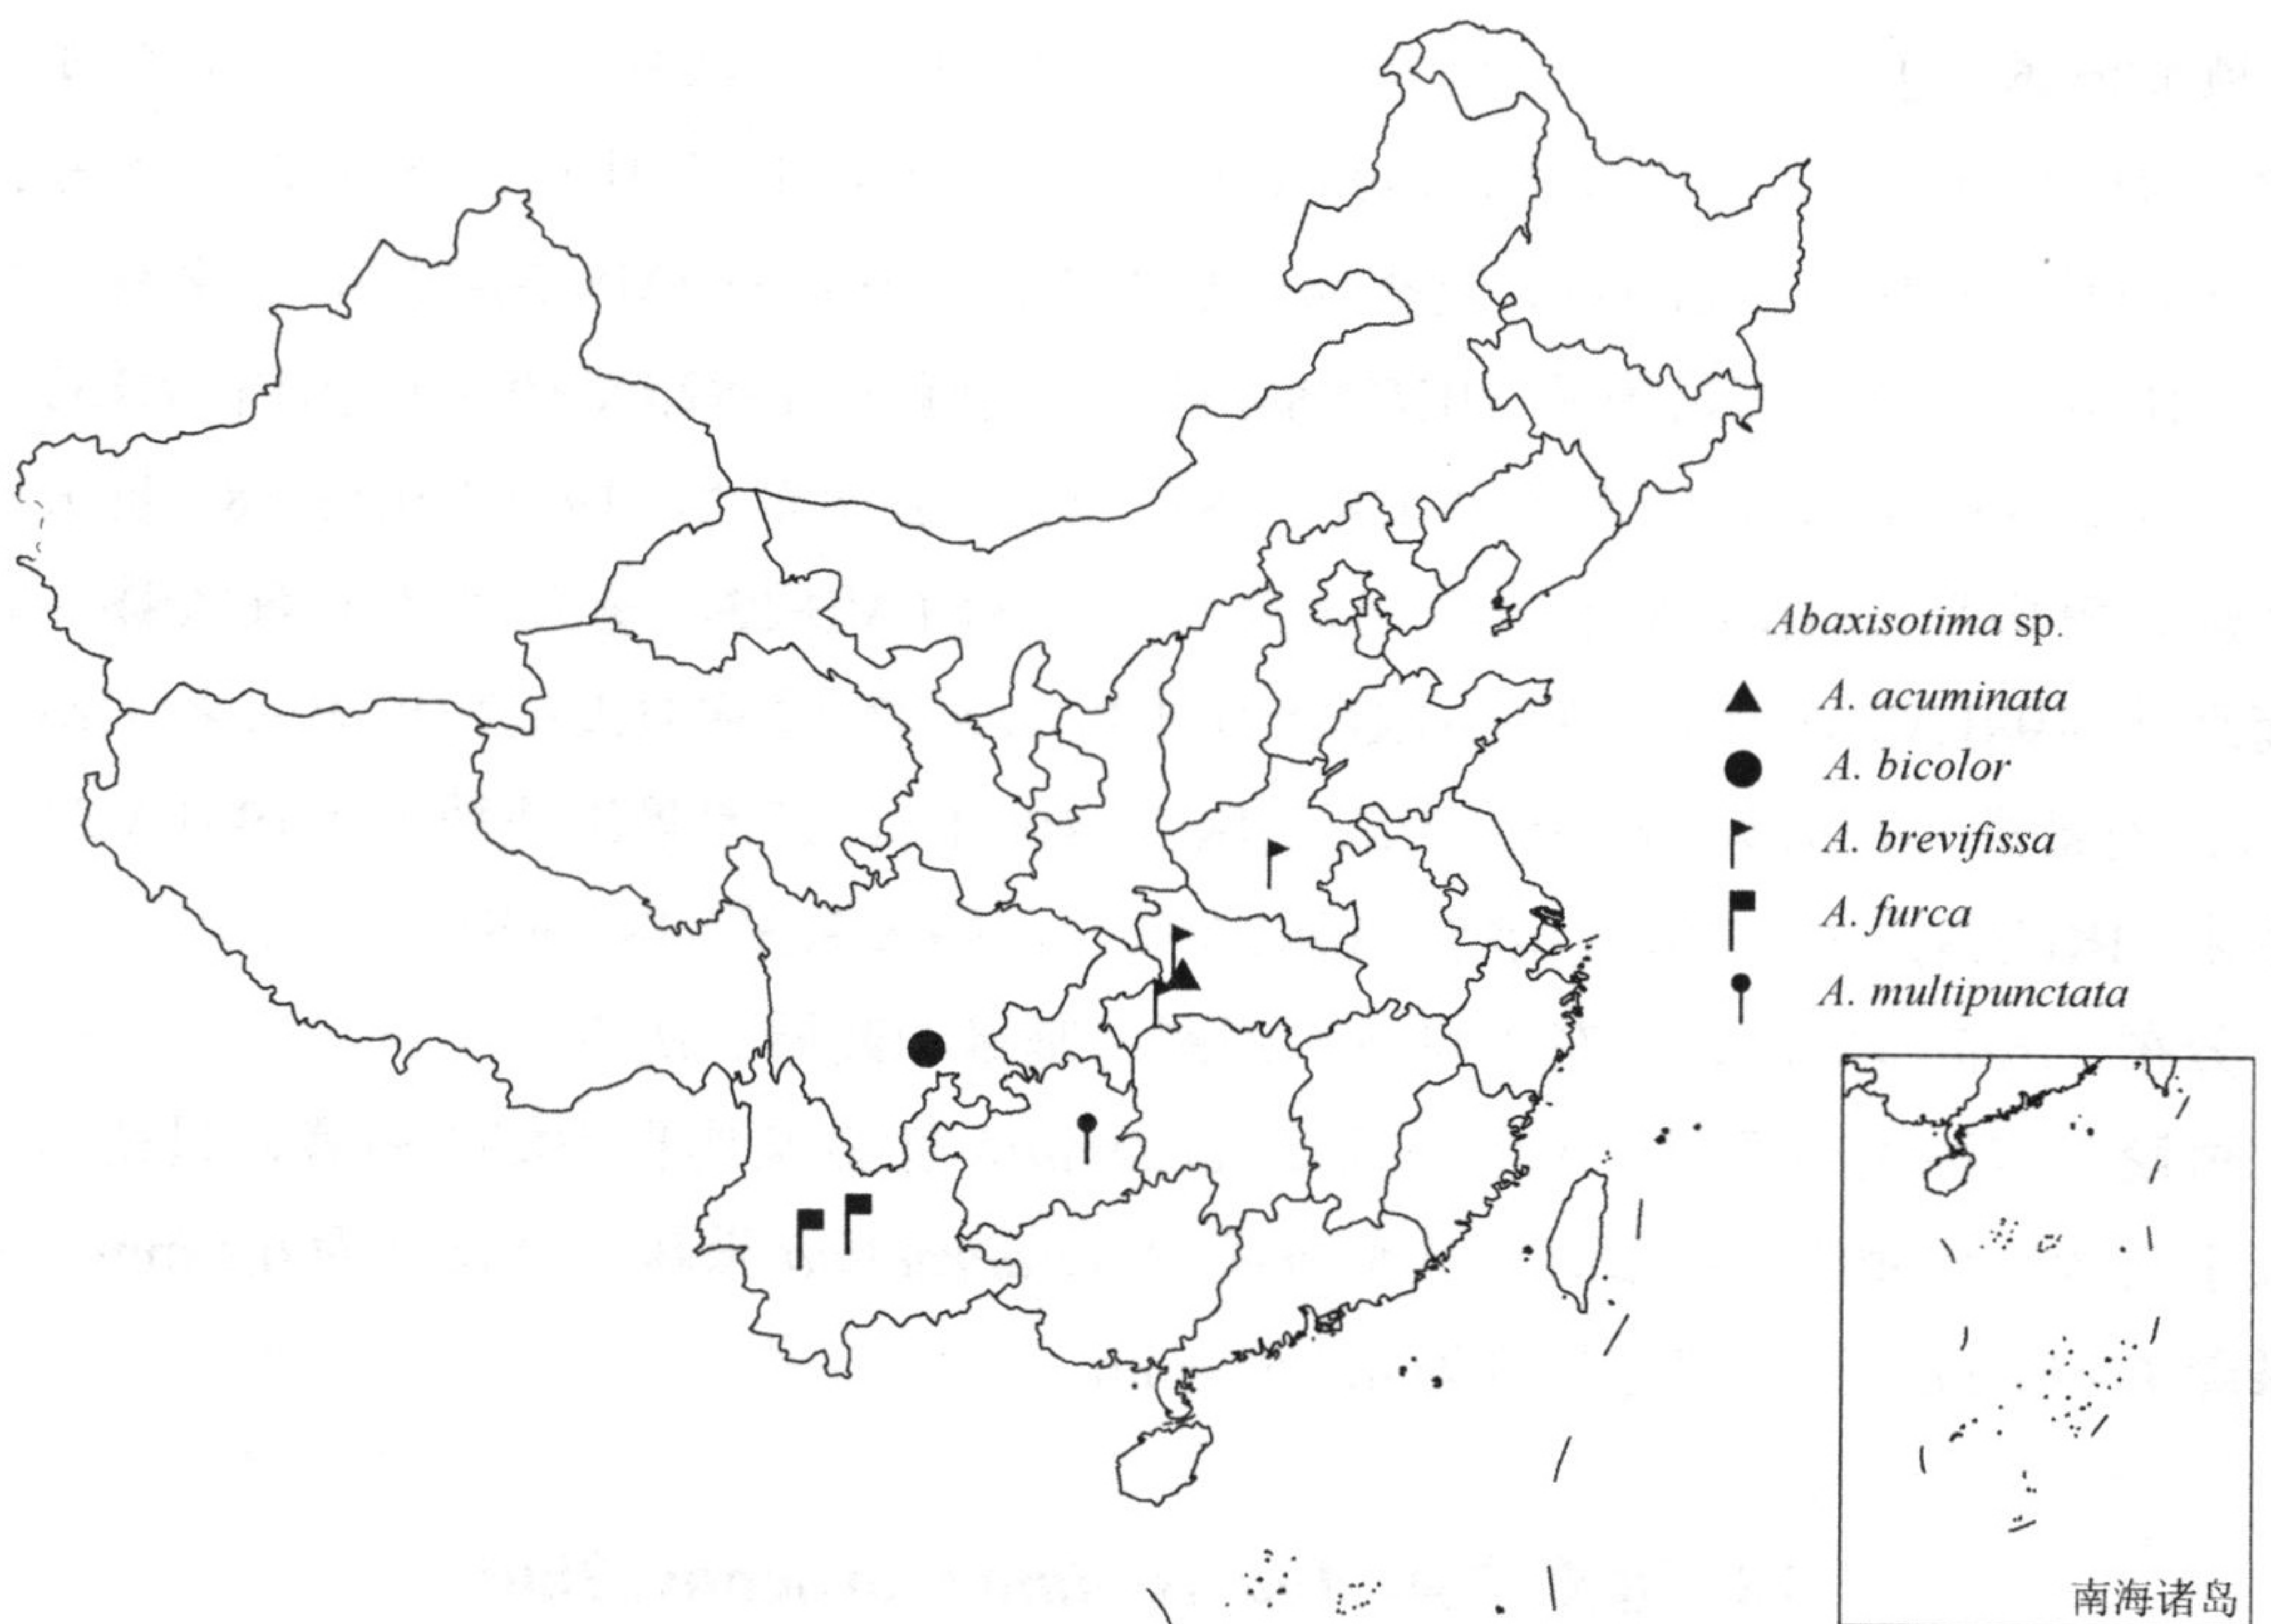 Abaxisotima sp.
A. acuminata
A. bicolor
A. brevifissa
A. furca
A. multipunctata
南海诸岛